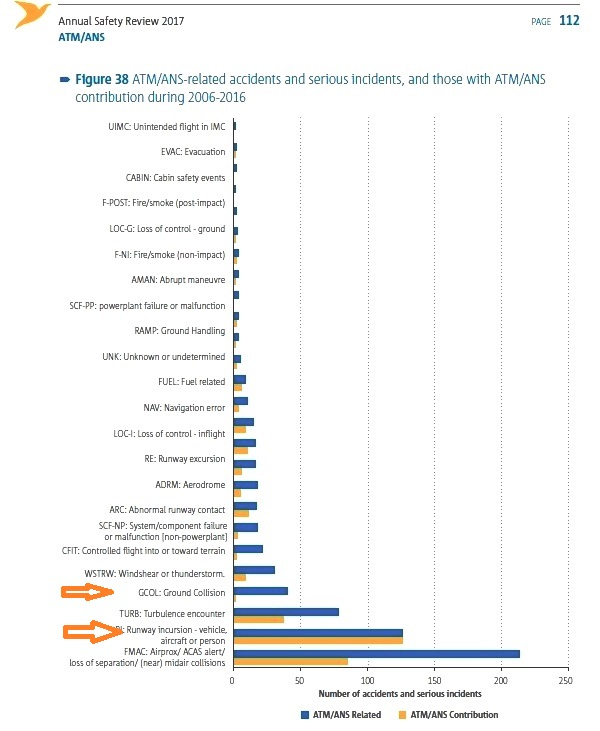 Annual Safety Review 2017
PAGE 112
ATM/ANS
Figure 38 ATM/ANS-related accidents and serious incidents, and those with ATM/ANS
contribution during 2006-2016
UIMC: Unintended flight in IMC
EVAC: Evacuation
CABIN: Cabin safety events
F-POST: Fire/smoke (post-impact)
LOC-G: Loss of control - ground
F-NI: Fire/smoke (non-impact)
AMAN: Abrupt maneuvre
SCF-PP: powerplant failure or malfunction
RAMP: Ground Handling
UNK: Unknown or undetermined
FUEL: Fuel related
NAV: Navigation error
LOC-I: Loss of control - inflight
RE: Runway excursion
ADRM: Aerodrome
ARC: Abnormal runway contact
SCF-NP: System/component failure
or malfunction (non-powerplant)
CFIT: Controlled flight into or toward terrain
WSTRW: Windshear or thunderstorm.
GCOL: Ground Collision
TURB: Turbulence encounter
Runway incursion - vehicle,
aircraft or person
FMAC: Airprox/ ACAS alert/
loss of separation/ (near) midair collisions
0 50 100 150 200 250
Number of accidents and serious incidents
ATM/ANS Related ATM/ANS Contribution